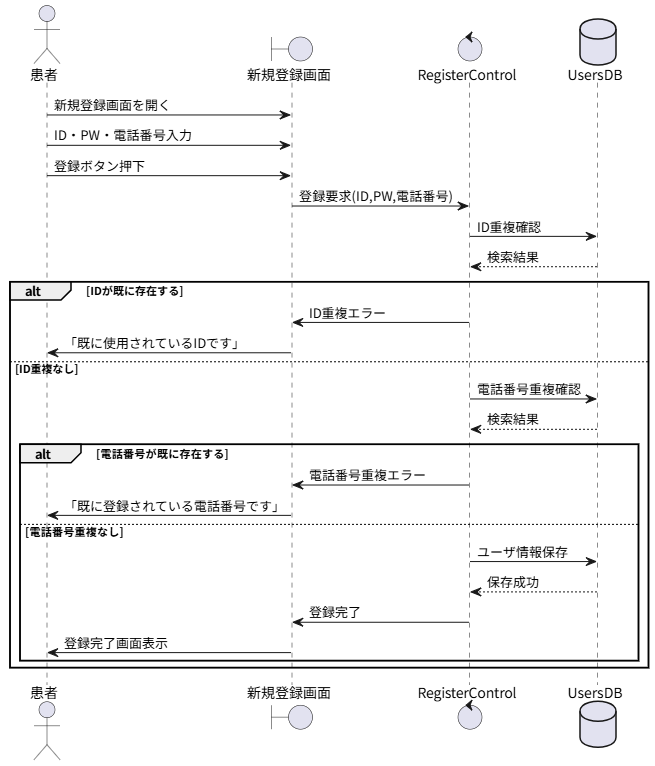 患者
新規登録画面
RegisterControl
UsersDB
新規登録画面を開く
ID・PW・電話番号入力
登録ボタン押下
登録要求(ID,PW,電話番号)
ID重複確認
検索結果
alt
[IDが既に存在する]
ID重複エラー
「既に使用されているIDです」
[ID重複なし]
電話番号重複確認
検索結果
alt
[電話番号が既に存在する]
電話番号重複エラー
「既に登録されている電話番号です」
[電話番号重複なし]
ユーザ情報保存
保存成功
登録完了
登録完了画面表示
患者
新規登録画面
RegisterControl
UsersDB